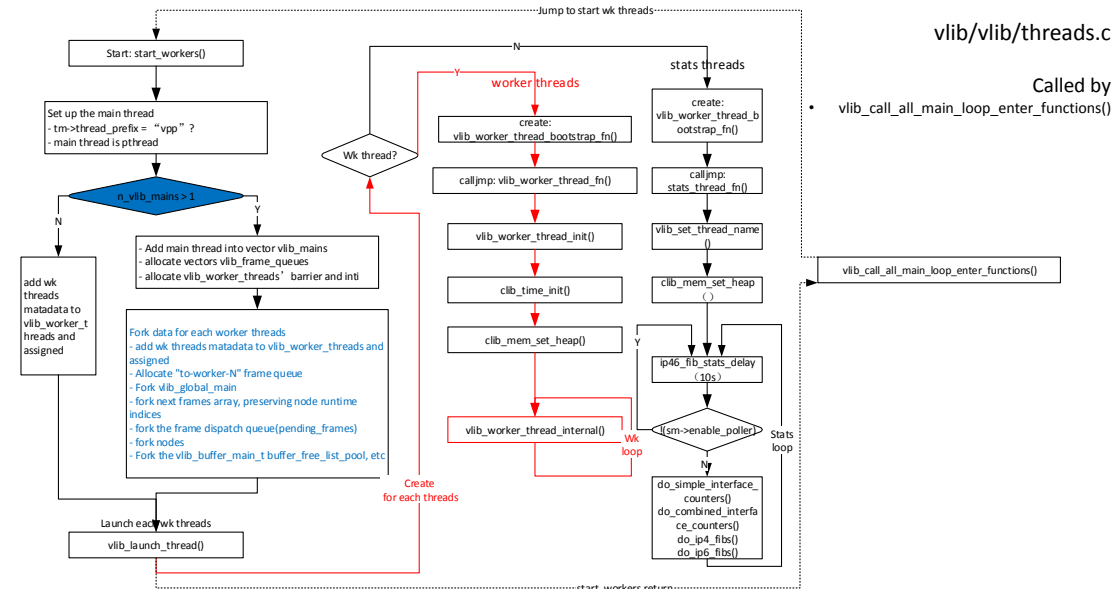 Jump to start wk threads
vlib/vlib/threads.c
Called by
• vlib_call_all_main_loop_enter_functions()
Start: start_workers()
Set up the main thread
- tm->thread_prefix = “vpp” ?
- main thread is pthread
n_vlib_mains > 1
N
Y
add wk
threads
matadata to
vlib_worker_t
hreads and
assigned
- Add main thread into vector vlib_mains
- allocate vectors vlib_frame_queues
- allocate vlib_worker_threads’ barrier and inti
Fork data for each worker threads
- add wk threads matadata to vlib_worker_threads and
assigned
- Allocate "to-worker-N" frame queue
- Fork vlib_global_main
- fork next frames array, preserving node runtime
indices
- fork the frame dispatch queue(pending_frames)
- fork nodes
- Fork the vlib_buffer_main_t buffer_free_list_pool, etc
Launch each wk threads
vlib_launch_thread()
Create
for each threads
Wk thread?
N
Y
worker threads
create:
vlib_worker_thread_bootstrap_fn()
calljmp: vlib_worker_thread_fn()
vlib_worker_thread_init()
clib_time_init()
clib_mem_set_heap()
vlib_worker_thread_internal()
Wk
loop
stats threads
create:
vlib_worker_thread_b
ootstrap_fn()
calljmp:
stats_thread_fn()
vlib_set_thread_name
()
clib_mem_set_heap
（）
Y
ip46_fib_stats_delay
（10s）
!(sm->enable_poller)
Stats
loop
N
do_simple_interface_
counters()
do_combined_interfa
ce_counters()
do_ip4_fibs()
do_ip6_fibs()
vlib_call_all_main_loop_enter_functions()
start_workers return